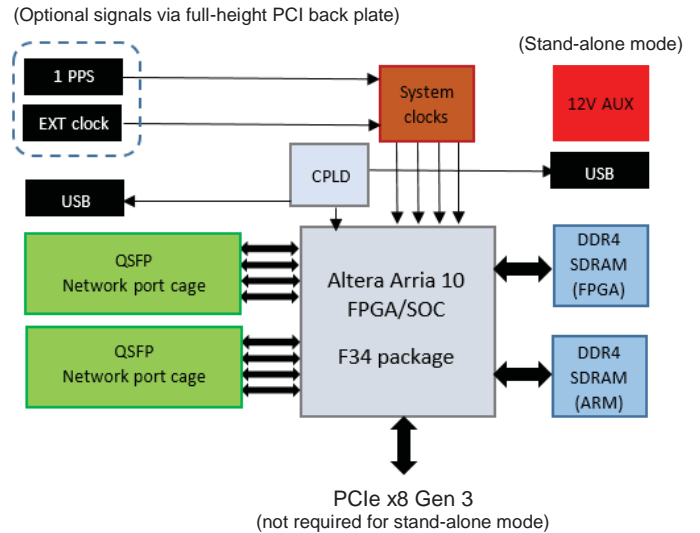 (Optional signals via full-height PCI back plate)
(Stand-alone mode)
1 PPS
EXT clock
System
clocks
12V AUX
CPLD
USB
USB
QSFP
Network port cage
Altera Arria 10
FPGA/SOC
F34 package
DDR4
SDRAM
(FPGA)
QSFP
Network port cage
DDR4
SDRAM
(ARM)
PCIe x8 Gen 3
(not required for stand-alone mode)